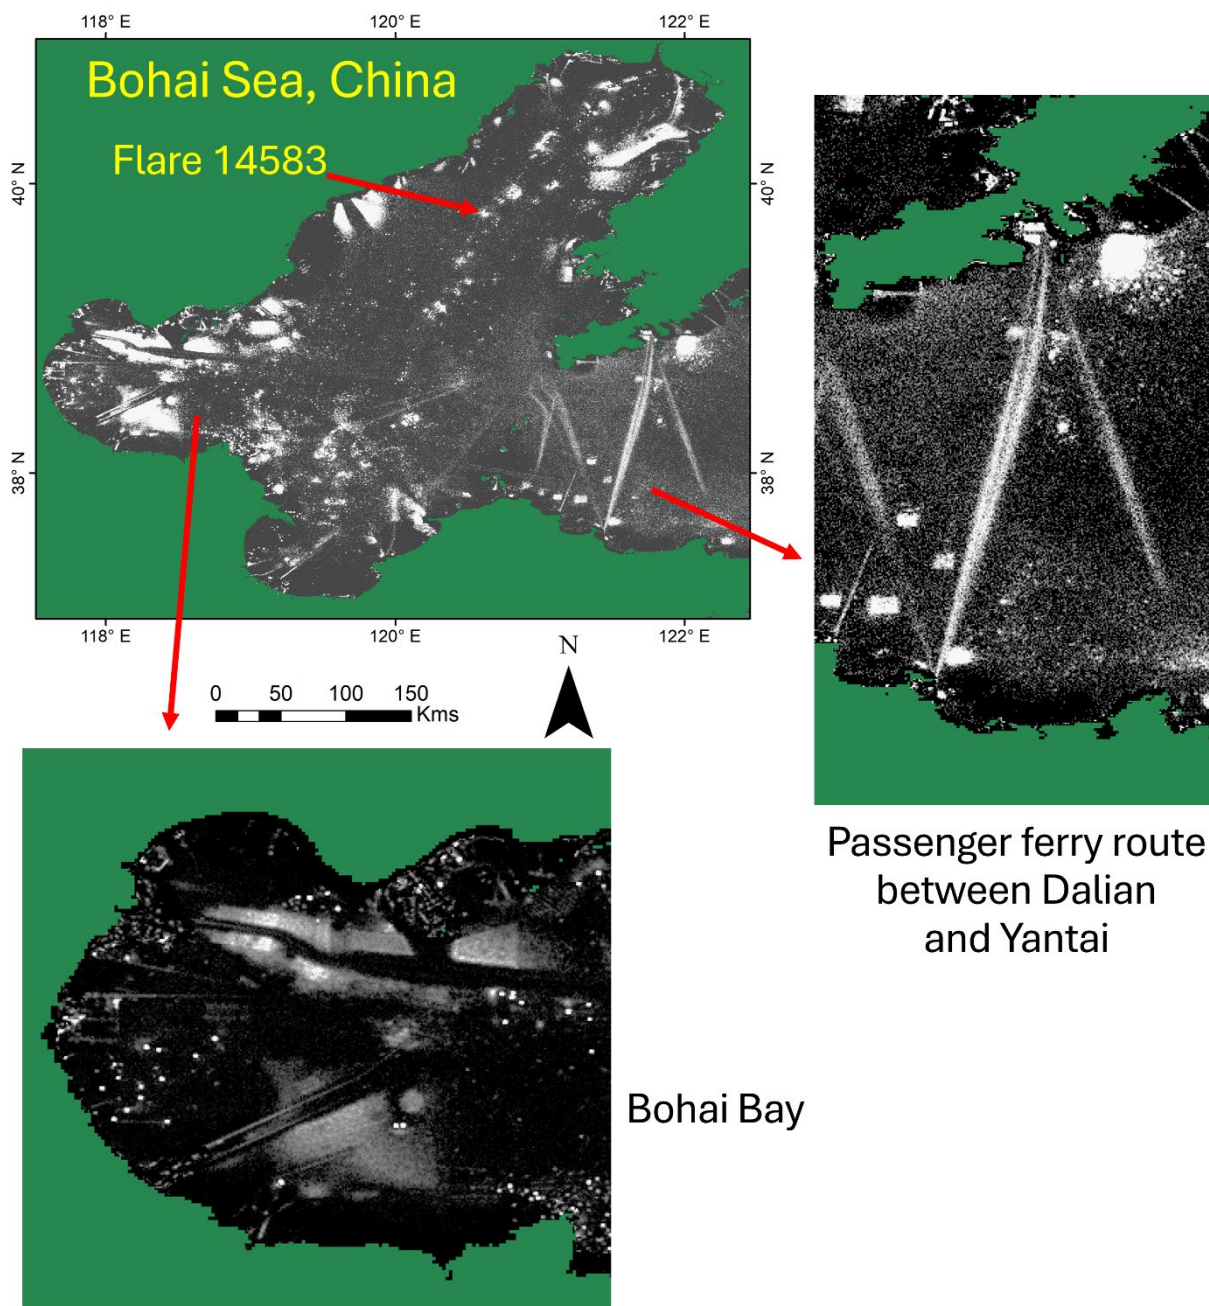 118° E
120° E
122° E
Bohai Sea, China
Flare 14583
40° N
40° N
38° N
38° N
118° E
120° E
122° E
N
0 50 100 150
Kms
Passenger ferry route
between Dalian
and Yantai
Bohai Bay